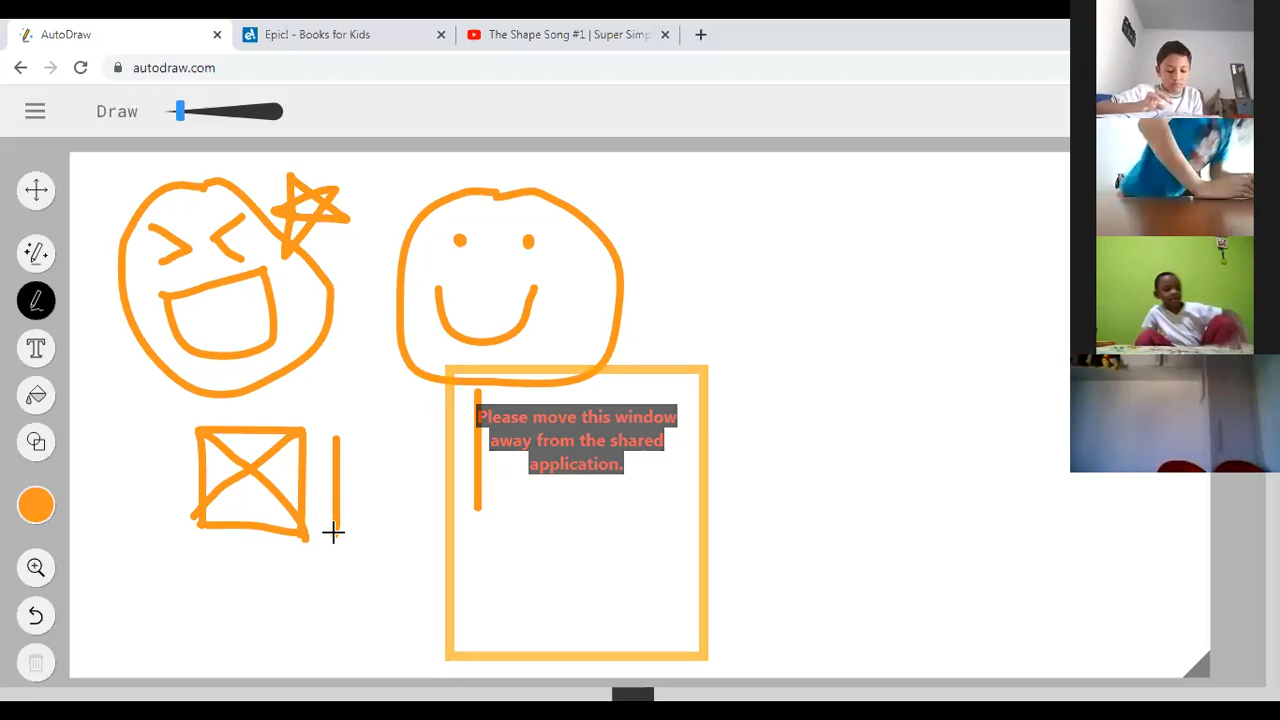 AutoDraw
Epic! - Books for Kids
The Shape Song #1 | Super Simp
autodraw.com
Draw
Please move this window
away from the shared
application.
T